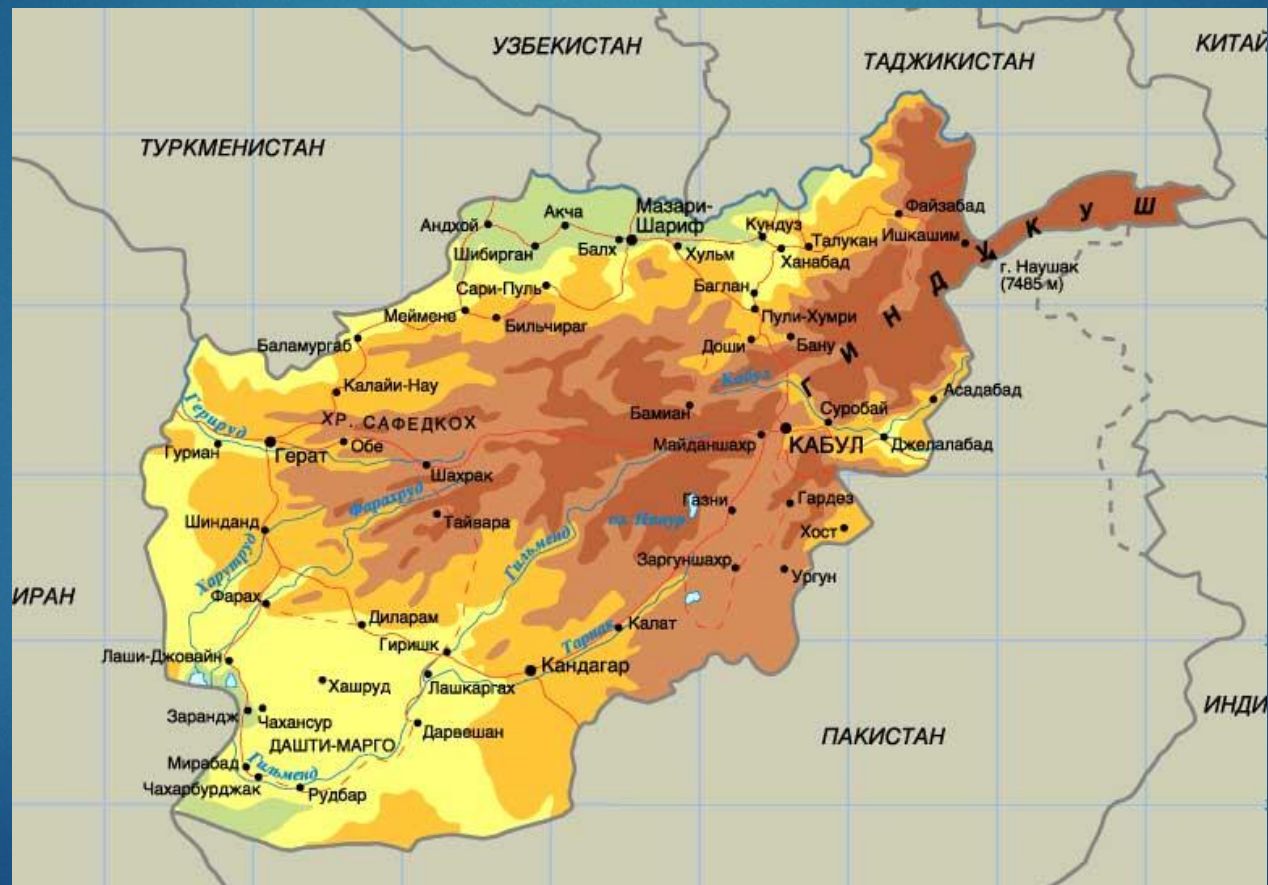 УЗБЕКИСТАН
КИТАЙ
ТАДЖИКИСТАН
ТУРКМЕНИСТАН
Мазари-
Шариф
Андхой
Акча
Балх
Шибирган
Хульм
Кундуз
Талукан
Ханабад
Файзабад
Ишкашим
ГИНДУКУШ
г. Наушак
(7485 м)
Сари-Пуль
Баглан
Меймене
Бильчираг
Пули-Хумри
Баламургаб
Доши
Бану
Калайи-Нау
Кабул
Асадабад
Герируд
ХР. САФЕДКОХ
Бамиан
Суробай
Гуриан
Герат
Обе
Майданшахр
КАБУЛ
Джелалабад
Шахрак
Фарахруд
Газни
Гардез
Шинданд
Тайвара
оз. Навур
Хост
Гильменд
Харутруд
Заргуншахр
Ургун
ИРАН
Фарах
Диларам
Калат
Гиришк
Тарнак
Лаши-Джовайн
Кандагар
Хашруд
Лашкаргах
Зарандж
Чахансур
Дарвешан
ИНДИ
ДАШТИ-МАРГО
ПАКИСТАН
Мирабад
Гильменд
Чахарбурджак
Рудбар